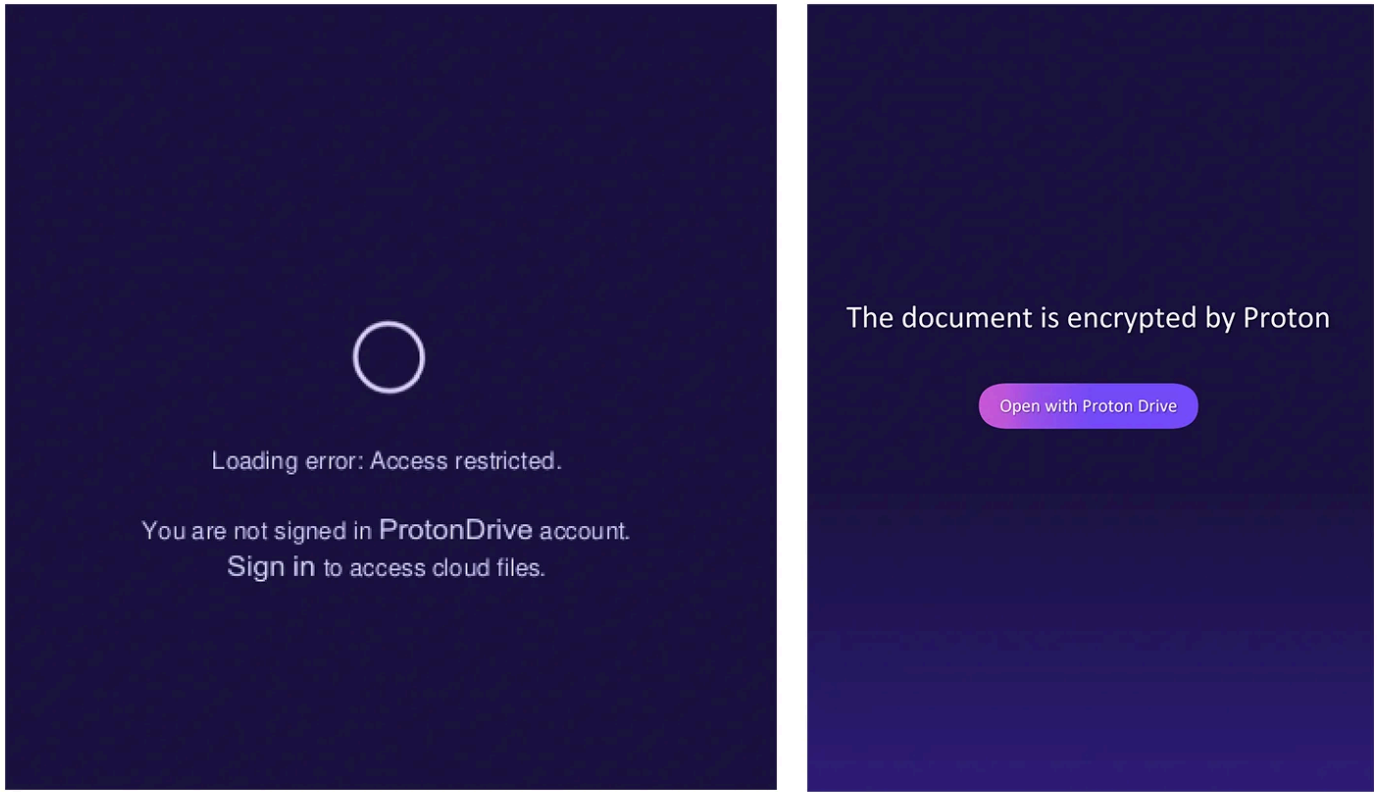 Loading error: Access restricted.
You are not signed in ProtonDrive account.
Sign in to access cloud files.
The document is encrypted by Proton
Open with Proton Drive